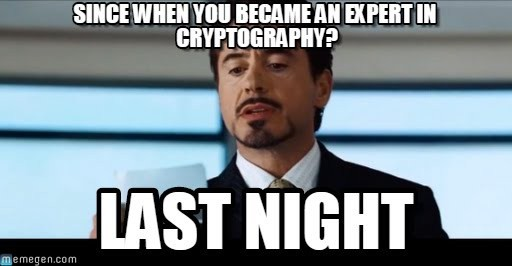 SINCE WHEN YOU BECAME AN EXPERT IN
CRYPTOGRAPHY?
LAST NIGHT
memegen.com